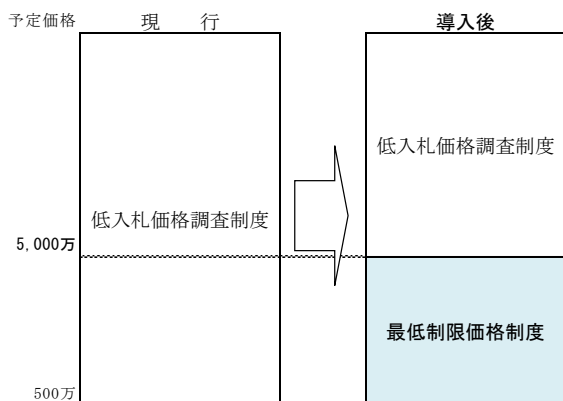 予定価格
現 行
導入後
低入札価格調査制度
低入札価格調査制度
5,000万
最低制限価格制度
500万